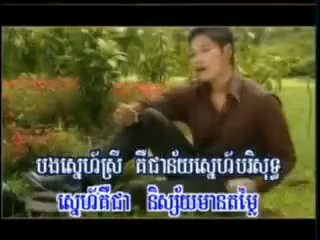 បងស្នេហ៍ស្រី គឺជាន័យស្នេហ៍បរិសុទ្ធ
ស្នេហ៍គឺជា និស្ស័យមានតម្លៃ